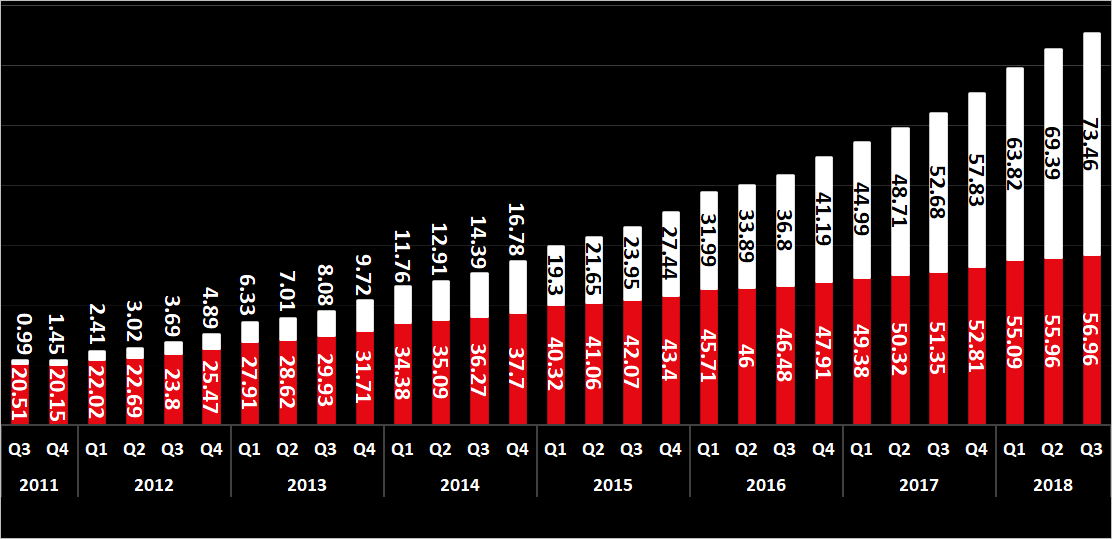 0.99 1.45 2.41 3.02 3.69 4.89 6.33 7.01 8.08 9.72 11.76 12.91 14.39 16.78 19.3 21.65 23.95 27.44 31.99 33.89 36.8 41.19 44.99 48.71 52.68 57.83 63.82 69.39 73.46
20.51 20.15 22.02 22.69 23.8 25.47 27.91 28.62 29.93 31.71 34.38 35.09 36.27 37.7 40.32 41.06 42.07 43.4 45.71 46 46.48 47.91 49.38 50.32 51.35 52.81 55.09 55.96 56.96
Q3 Q4 Q1 Q2 Q3 Q4 Q1 Q2 Q3 Q4 Q1 Q2 Q3 Q4 Q1 Q2 Q3 Q4 Q1 Q2 Q3 Q4 Q1 Q2 Q3 Q4 Q1 Q2 Q3
2011 2012 2013 2014 2015 2016 2017 2018